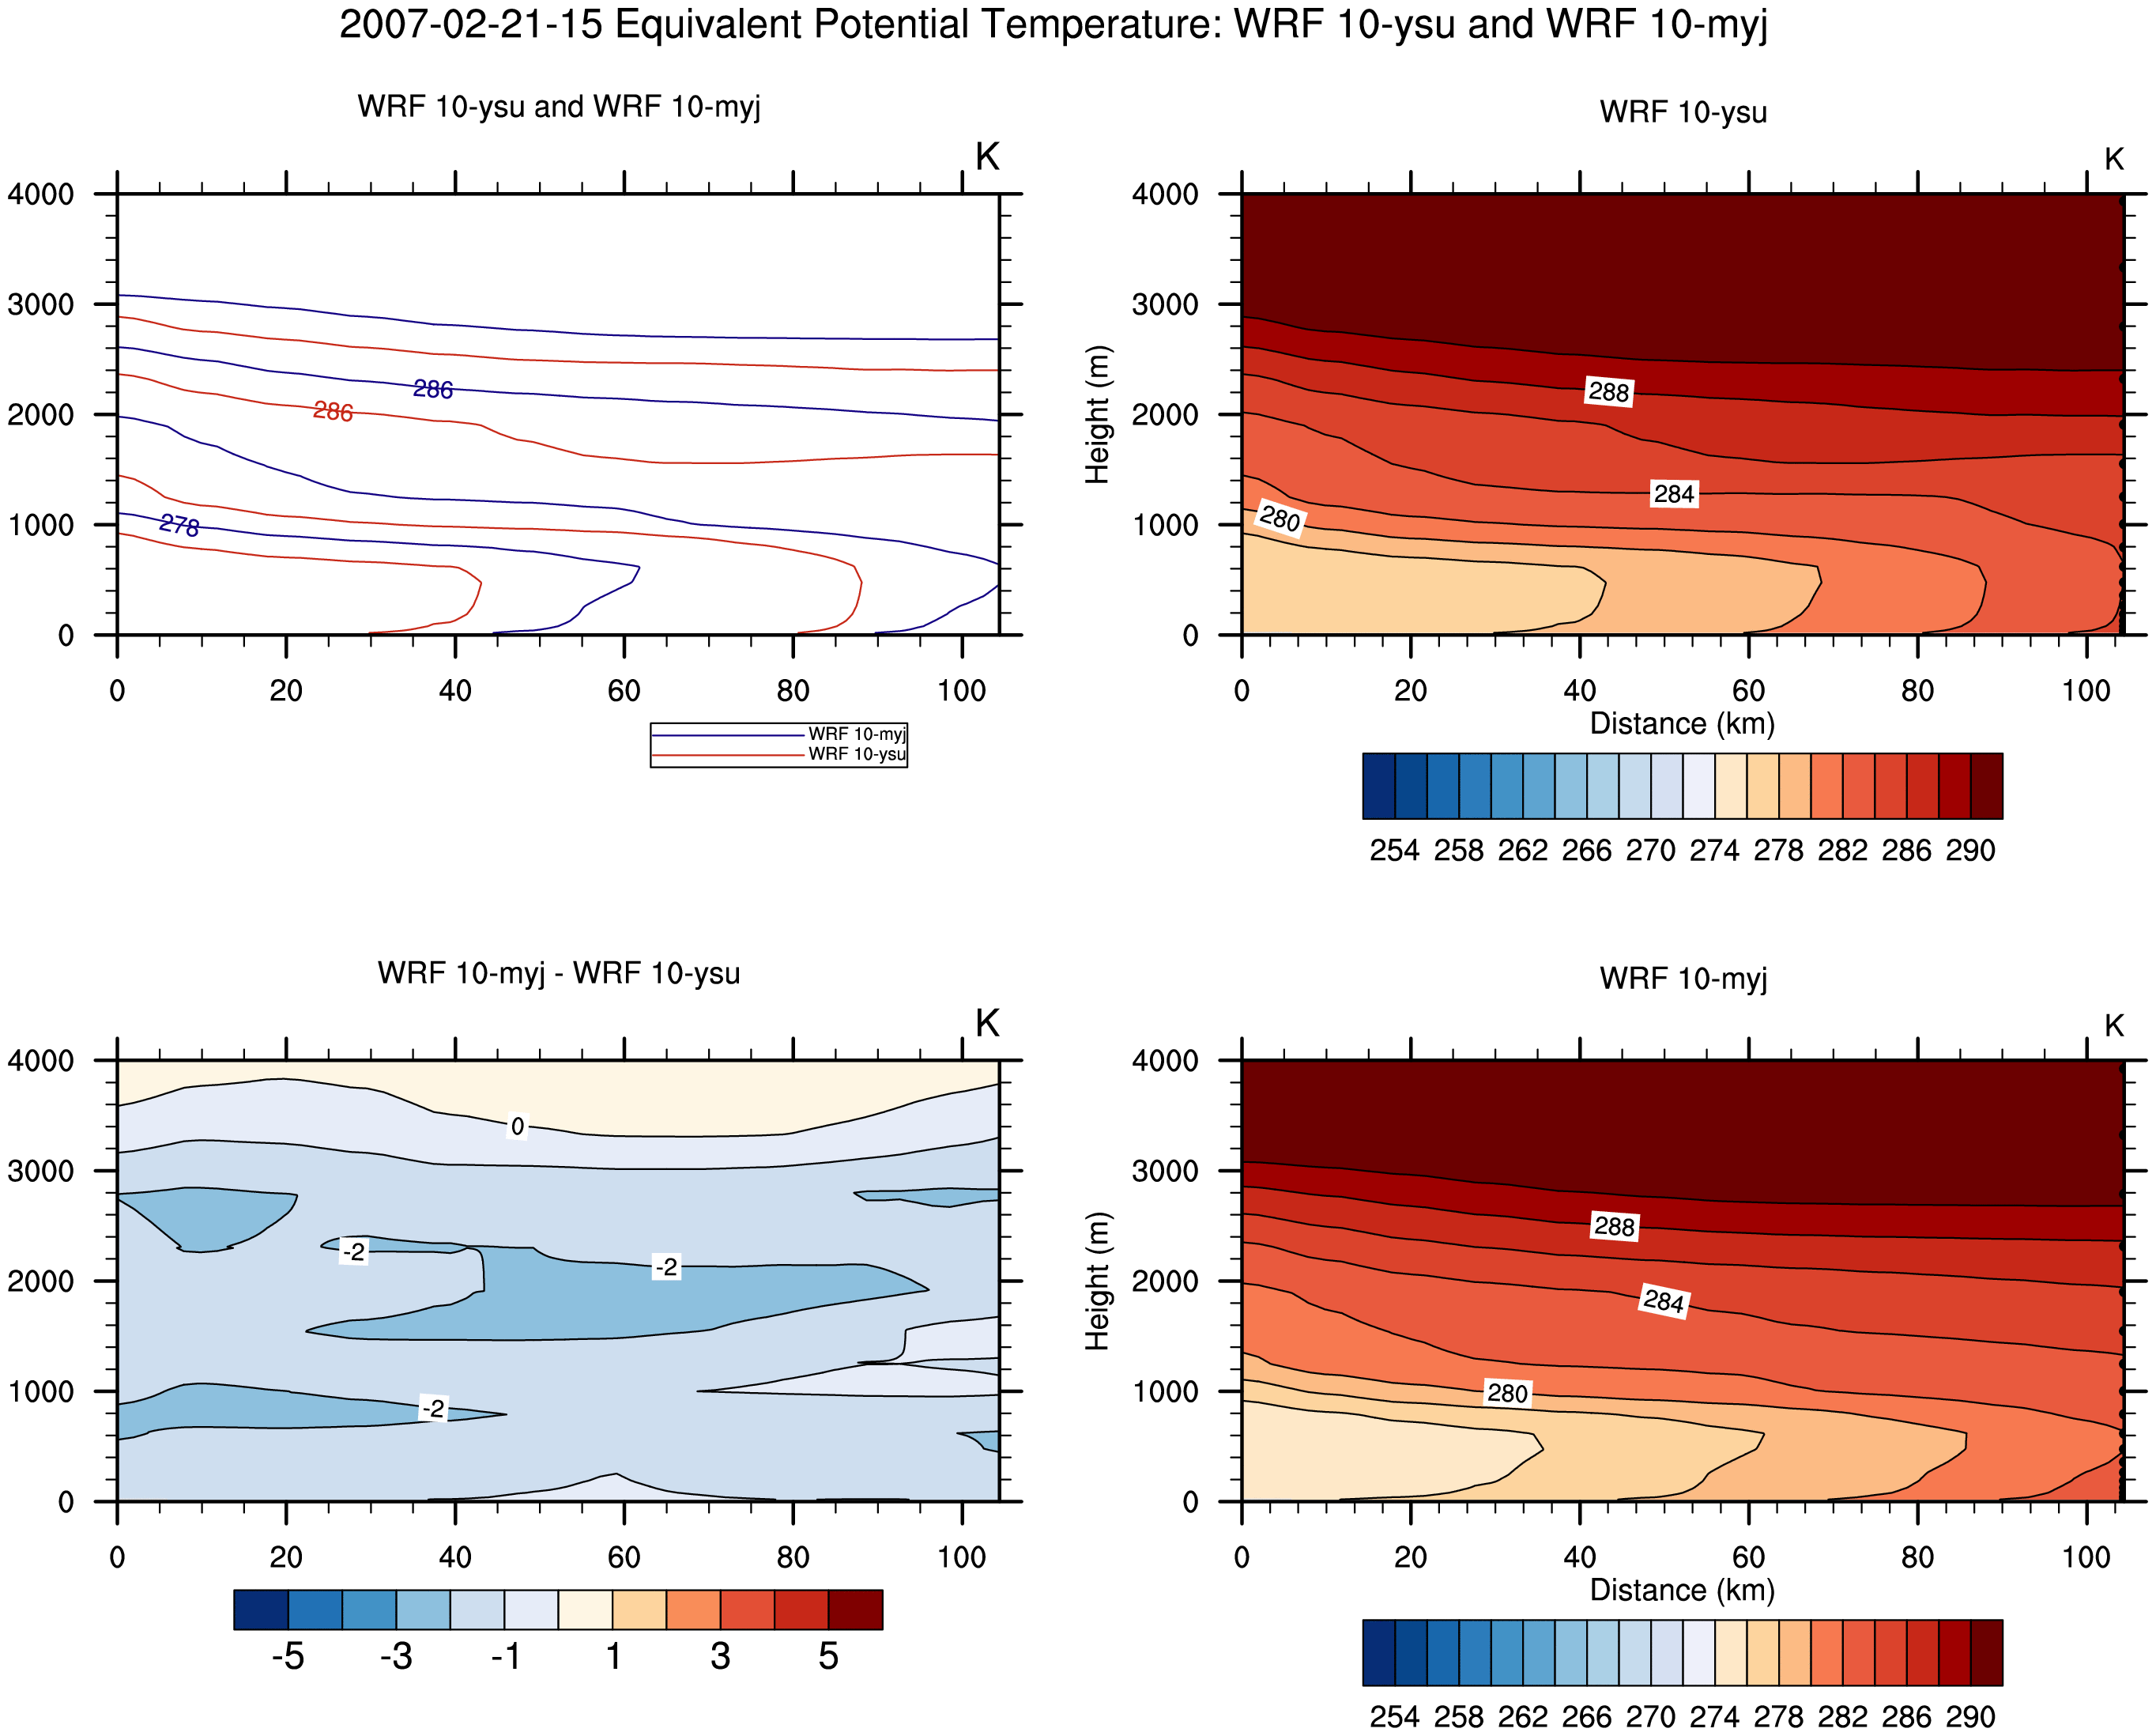 2007-02-21-15 Equivalent Potential Temperature: WRF 10-ysu and WRF 10-myj
WRF 10-ysu and WRF 10-myj
K
4000
3000
2000
1000
0
286
286
278
0 20 40 60 80 100
WRF 10-myj
WRF 10-ysu
WRF 10-ysu
K
Height (m)
4000
3000
2000
1000
0
288
284
280
0 20 40 60 80 100
Distance (km)
254 258 262 266 270 274 278 282 286 290
WRF 10-myj - WRF 10-ysu
K
4000
3000
2000
1000
0
0
-2
-2
-2
0 20 40 60 80 100
-5 -3 -1 1 3 5
WRF 10-myj
K
Height (m)
4000
3000
2000
1000
0
288
284
280
0 20 40 60 80 100
Distance (km)
254 258 262 266 270 274 278 282 286 290